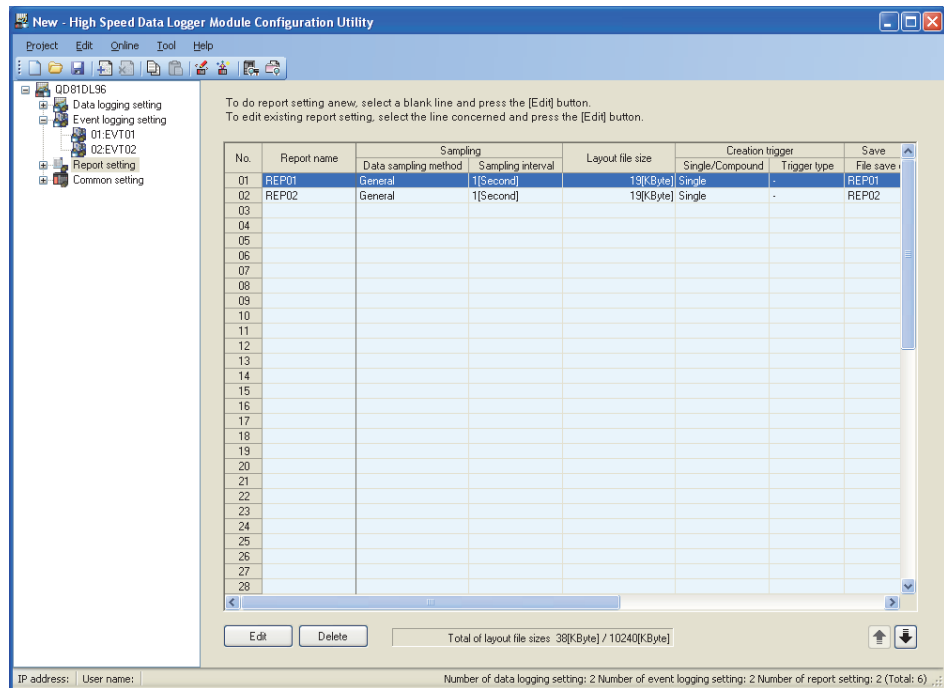 New - High Speed Data Logger Module Configuration Utility
Project Edit Online Tool Help
QD81DL96
Data logging setting
Event logging setting
01:EVT01
02:EVT02
Report setting
Common setting
To do report setting anew, select a blank line and press the [Edit] button.
To edit existing report setting, select the line concerned and press the [Edit] button.
No. Report name Sampling Layout file size Creation trigger Save
Data sampling method Sampling interval Single/Compound Trigger type File save
01 REP01 General 1[Second] 19[KByte] Single - REP01
02 REP02 General 1[Second] 19[KByte] Single - REP02
03
04
05
06
07
08
09
10
11
12
13
14
15
16
17
18
19
20
21
22
23
24
25
26
27
28
Edit Delete Total of layout file sizes 38[KByte] / 10240[KByte]
IP address: User name: Number of data logging setting: 2 Number of event logging setting: 2 Number of report setting: 2 (Total: 6)